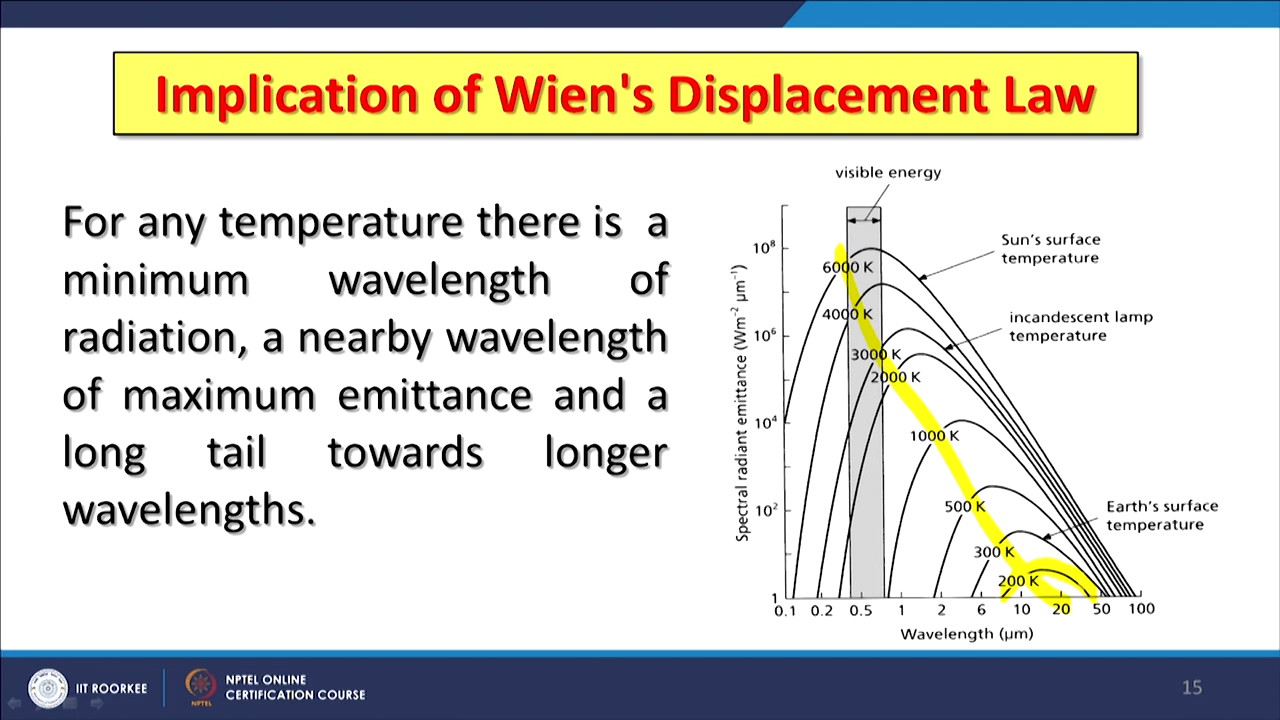 Implication of Wien's Displacement Law
For any temperature there is a
minimum wavelength of
radiation, a nearby wavelength
of maximum emittance and a
long tail towards longer
wavelengths.
visible energy
Spectral radiant emittance (Wm⁻² µm⁻¹)
10⁸
10⁶
10⁴
10²
1
6000 K
4000 K
3000 K
2000 K
1000 K
500 K
300 K
200 K
Sun's surface
temperature
incandescent lamp
temperature
Earth's surface
temperature
0.1 0.2 0.5 1 2 6 10 20 50 100
Wavelength (µm)
IIT ROORKEE
NPTEL ONLINE
CERTIFICATION COURSE
NPTEL
15